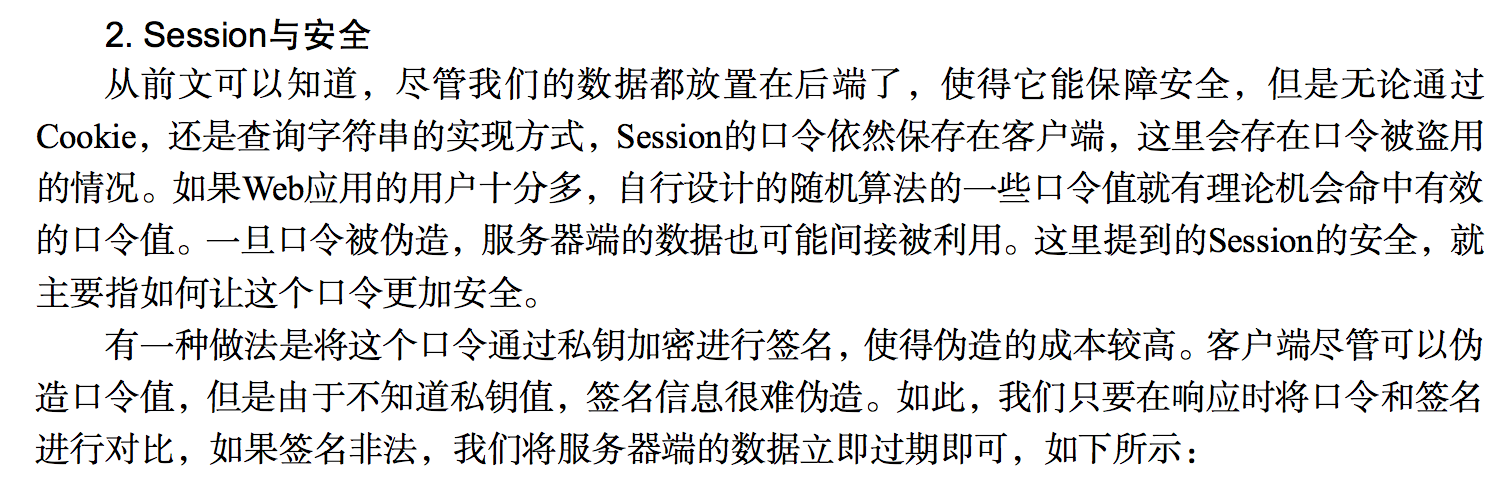 2. Session与安全
从前文可以知道，尽管我们的数据都放置在后端了，使得它能保障安全，但是无论通过
Cookie，还是查询字符串的实现方式，Session的口令依然保存在客户端，这里会存在口令被盗用
的情况。如果Web应用的用户十分多，自行设计的随机算法的一些口令值就有理论机会命中有效
的口令值。一旦口令被伪造，服务器端的数据也可能间接被利用。这里提到的Session的安全，就
主要指如何让这个口令更加安全。
有一种做法是将这个口令通过私钥加密进行签名，使得伪造的成本较高。客户端尽管可以伪
造口令值，但是由于不知道私钥值，签名信息很难伪造。如此，我们只要在响应时将口令和签名
进行对比，如果签名非法，我们将服务器端的数据立即过期即可，如下所示：